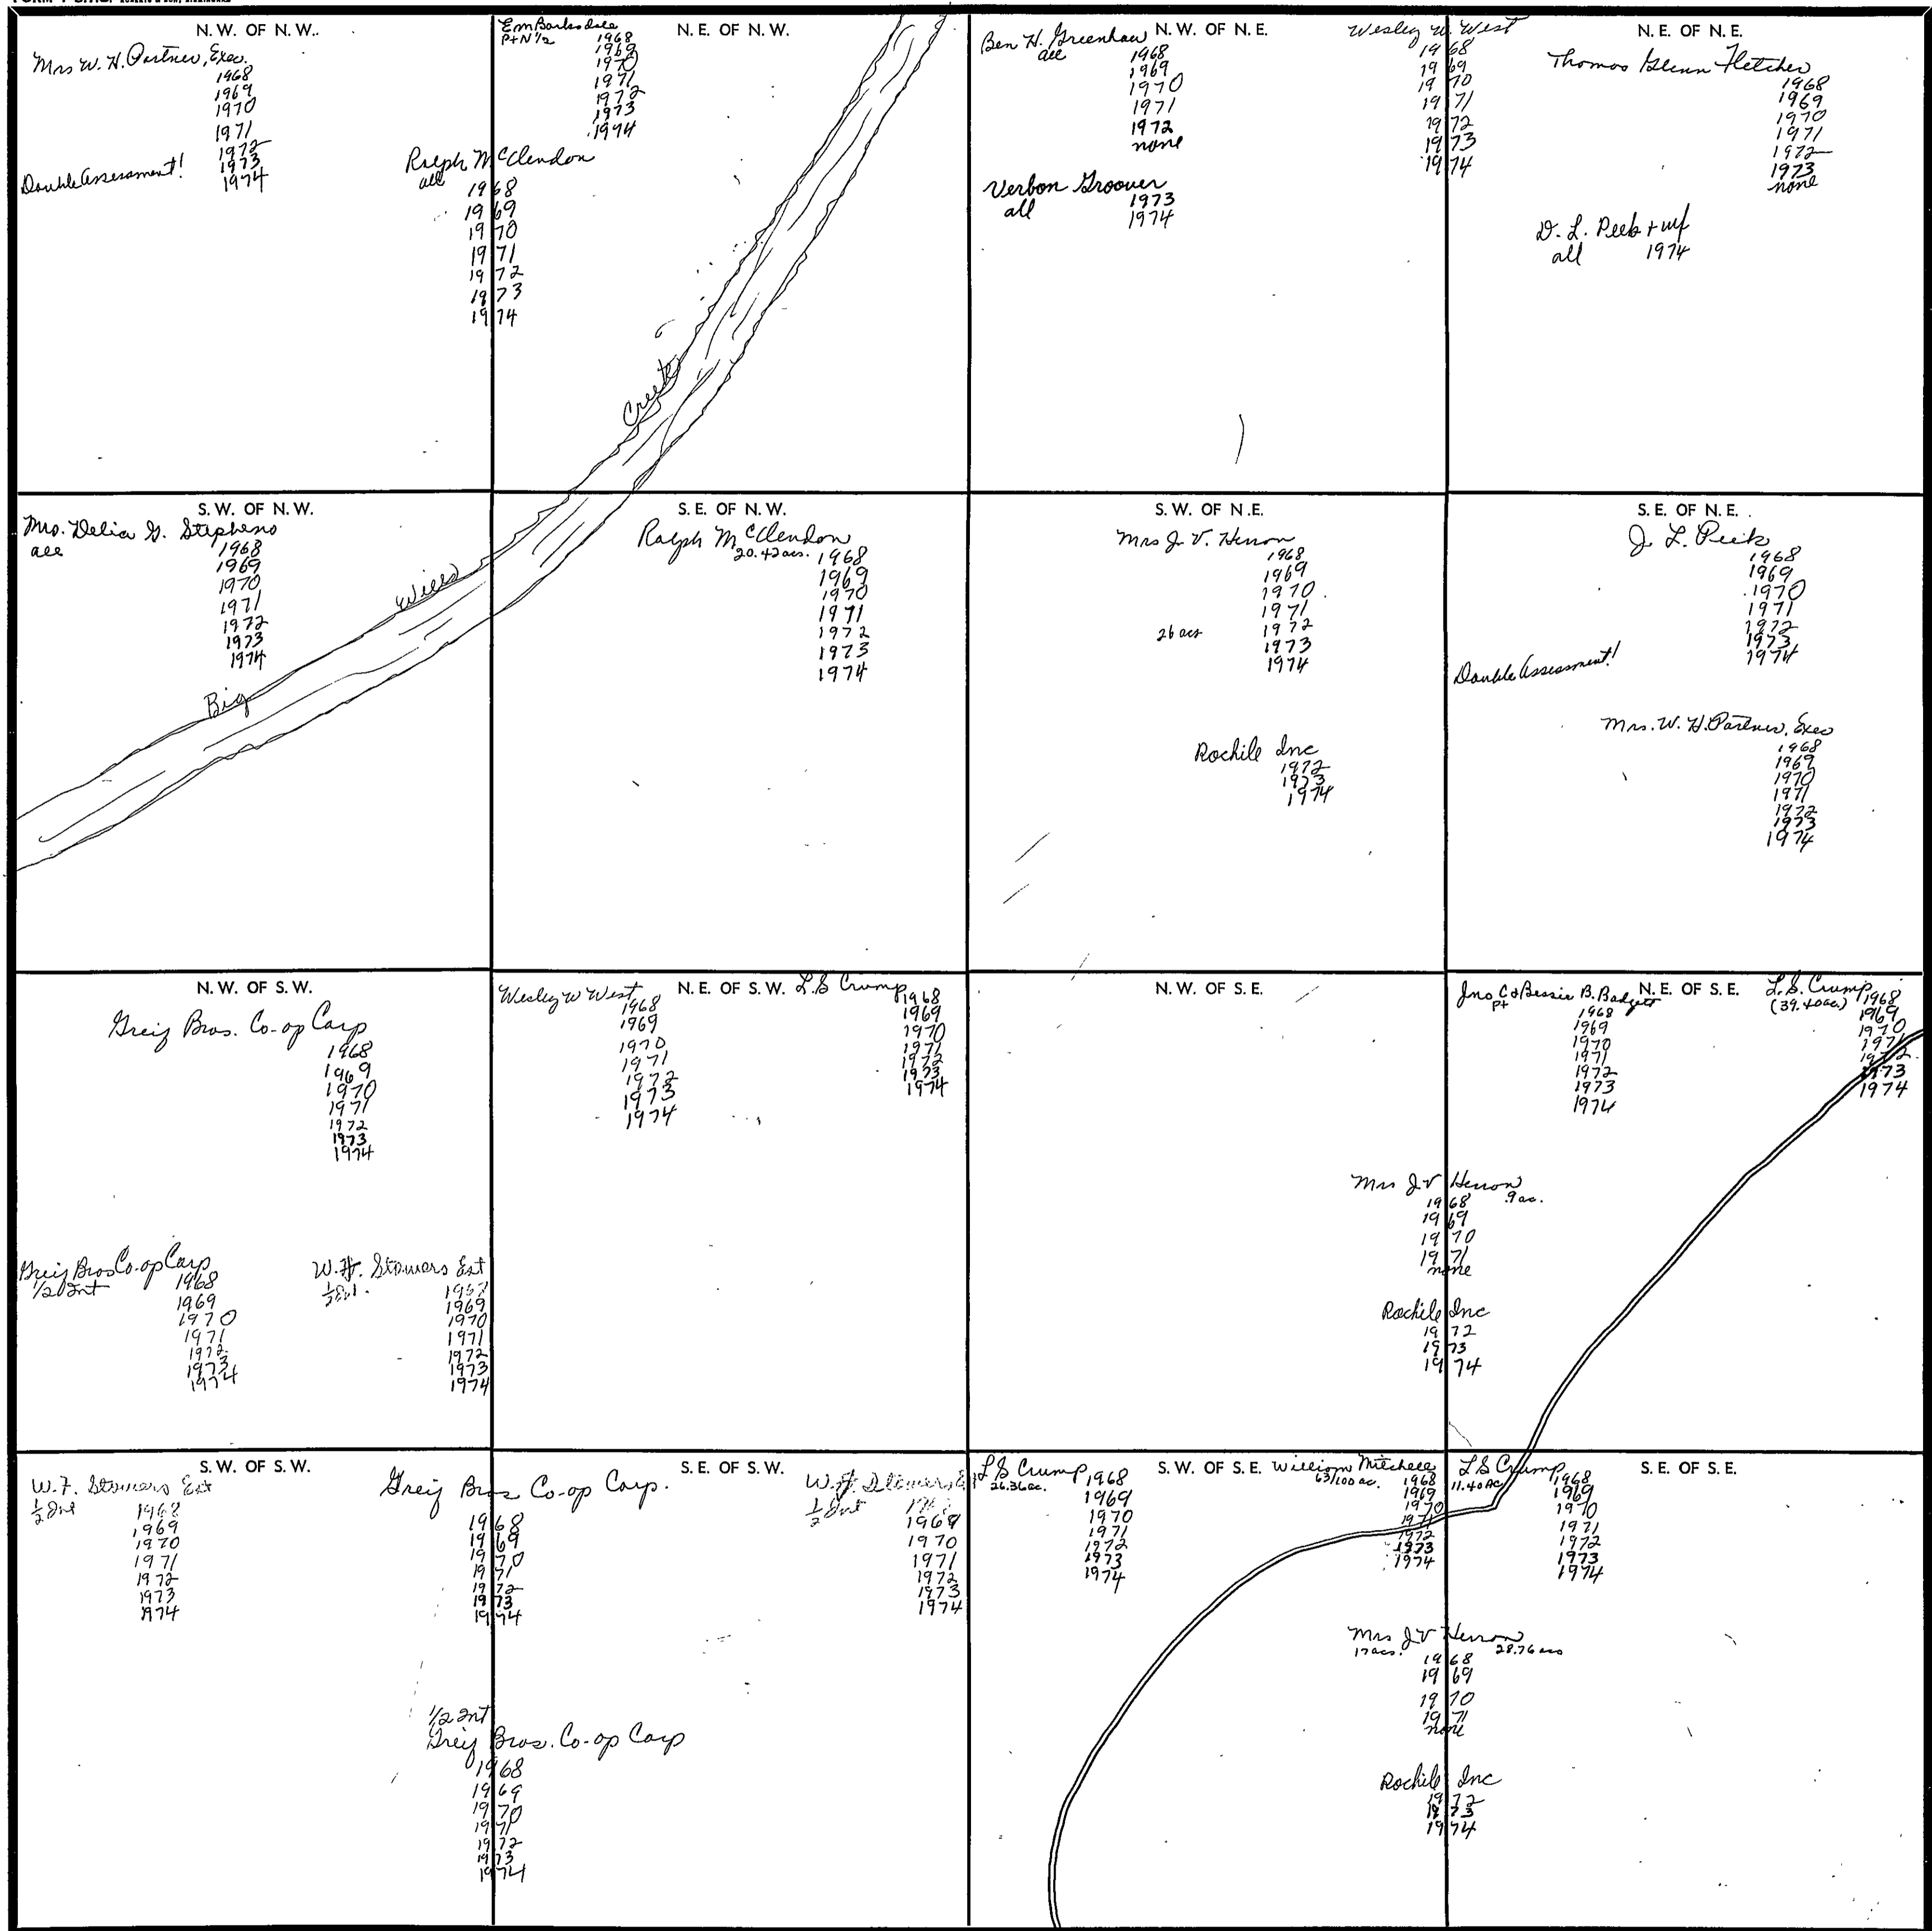 N. W. OF N. W.
Mrs W. H. Partner, Exec.
1968
1969
1970
1971
1972
1973
1974
Double Assessment!
N. E. OF N. W.
E m Barksdale
Pt N 1/2
1968
1969
1970
1971
1972
1973
1974
Ralph McClendon
all
1968
1969
1970
1971
1972
1973
1974
Creek
N. W. OF N. E.
Ben H. Greenhaw
all
1968
1969
1970
1971
1972
none
Verbon Groover
all
1973
1974
Wesley W. West
1968
1969
1970
1971
1972
1973
1974
N. E. OF N. E.
Thomas Glenn Fletcher
1968
1969
1970
1971
1972
1973
none
D. L. Peek + wf
all 1974
S. W. OF N. W.
Mrs. Delia G. Stephens
all
1968
1969
1970
1971
1972
1973
1974
Wills
Big
S. E. OF N. W.
Ralph McClendon
20.42 acs. 1968
1969
1970
1971
1972
1973
1974
S. W. OF N. E.
Mrs J. V. Herron
1968
1969
1970
1971
26 acs 1972
1973
1974
Rochile Inc
1972
1973
1974
S. E. OF N. E.
J. L. Peek
1968
1969
1970
1971
1972
1973
1974
Double Assessment!
Mrs. W. H. Partner, Exec
1968
1969
1970
1971
1972
1973
1974
N. W. OF S. W.
Greif Bros. Co-op Corp
1968
1969
1970
1971
1972
1973
1974
Greif Bros Co-op Corp
1/2 Int
1968
1969
1970
1971
1972
1973
1974
W. F. Stowers Est
1/2 Int.
1968
1969
1970
1971
1972
1973
1974
N. E. OF S. W.
Wesley W West
1968
1969
1970
1971
1972
1973
1974
L. S Crump
1968
1969
1970
1971
1972
1973
1974
N. W. OF S. E.
N. E. OF S. E.
Jno C & Bessie B. Badgett
Pt
1968
1969
1970
1971
1972
1973
1974
L. S. Crump
(39.40 ac.)
1968
1969
1970
1971
1972
1973
1974
Mrs J V Herron
1968 9 ac.
1969
1970
1971
none
Rochile Inc
1972
1973
1974
S. W. OF S. W.
W. F. Stowers Est
1/2 Int
1968
1969
1970
1971
1972
1973
1974
Greif Bros Co-op Corp.
1968
1969
1970
1971
1972
1973
1974
S. E. OF S. W.
W. F. Stowers
1/2 Int
1968
1969
1970
1971
1972
1973
1974
1/2 Int
Greif Bros. Co-op Corp
1968
1969
1970
1971
1972
1973
1974
S. W. OF S. E.
L S Crump
26.36 ac.
1968
1969
1970
1971
1972
1973
1974
William Mitchell
63/100 ac.
1968
1969
1970
1971
1972
1973
1974
S. E. OF S. E.
L S Crump
11.40 AC
1968
1969
1970
1971
1972
1973
1974
Mrs J V Herron
17 acs. 28.76 acs
1968
1969
1970
1971
none
Rochile Inc
1972
1973
1974